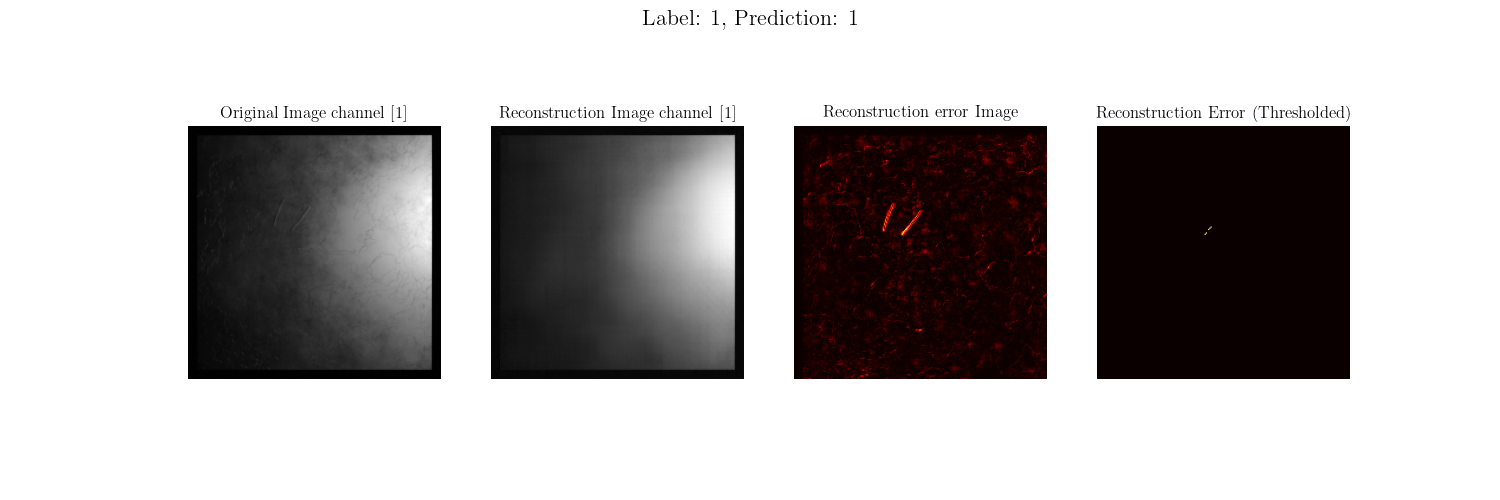 Label: 1, Prediction: 1
Original Image channel [1]
Reconstruction Image channel [1]
Reconstruction error Image
Reconstruction Error (Thresholded)